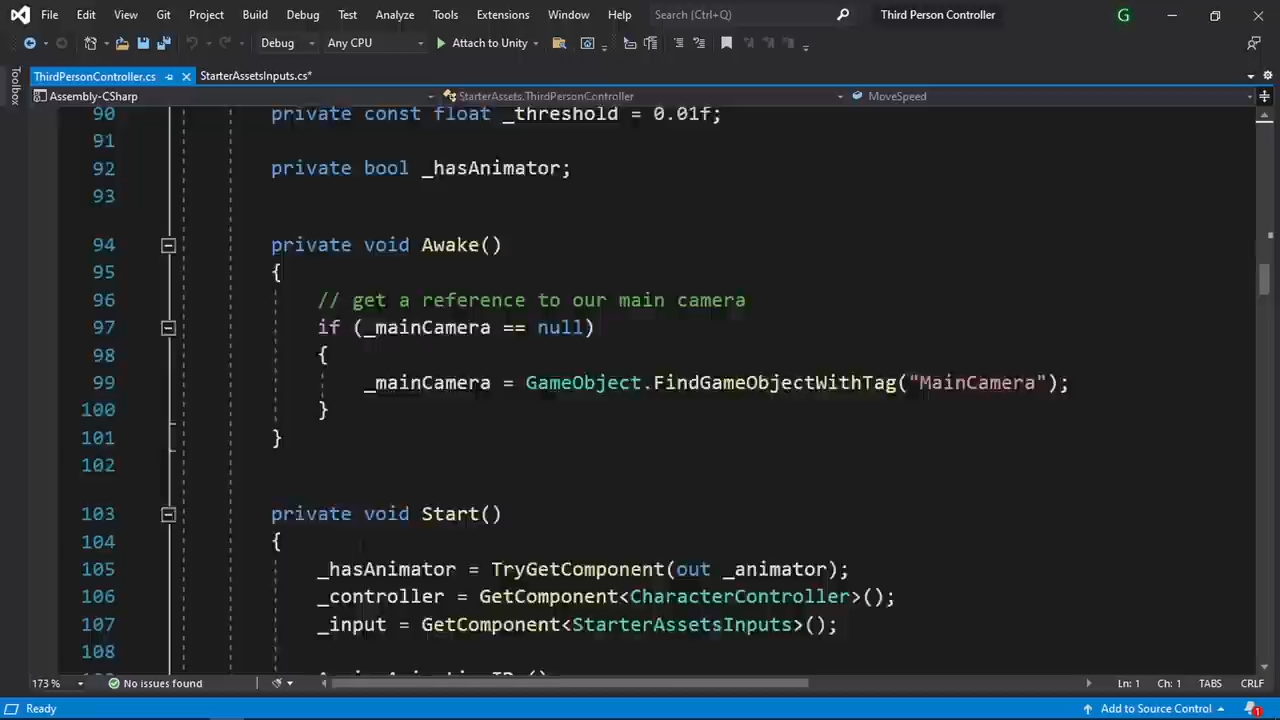 File Edit View Git Project Build Debug Test Analyze Tools Extensions Window Help Search (Ctrl+Q) Third Person Controller G
Debug Any CPU Attach to Unity
ThirdPersonController.cs StarterAssetsInputs.cs*
Toolbox
Assembly-CSharp StarterAssets.ThirdPersonController MoveSpeed
90 private const float _threshold = 0.01f;
91
92 private bool _hasAnimator;
93
94 private void Awake()
95 {
96 // get a reference to our main camera
97 if (_mainCamera == null)
98 {
99 _mainCamera = GameObject.FindGameObjectWithTag("MainCamera");
100 }
101 }
102
103 private void Start()
104 {
105 _hasAnimator = TryGetComponent(out _animator);
106 _controller = GetComponent<CharacterController>();
107 _input = GetComponent<StarterAssetsInputs>();
108
173 % No issues found Ln: 1 Ch: 1 TABS CRLF
Ready Add to Source Control 1